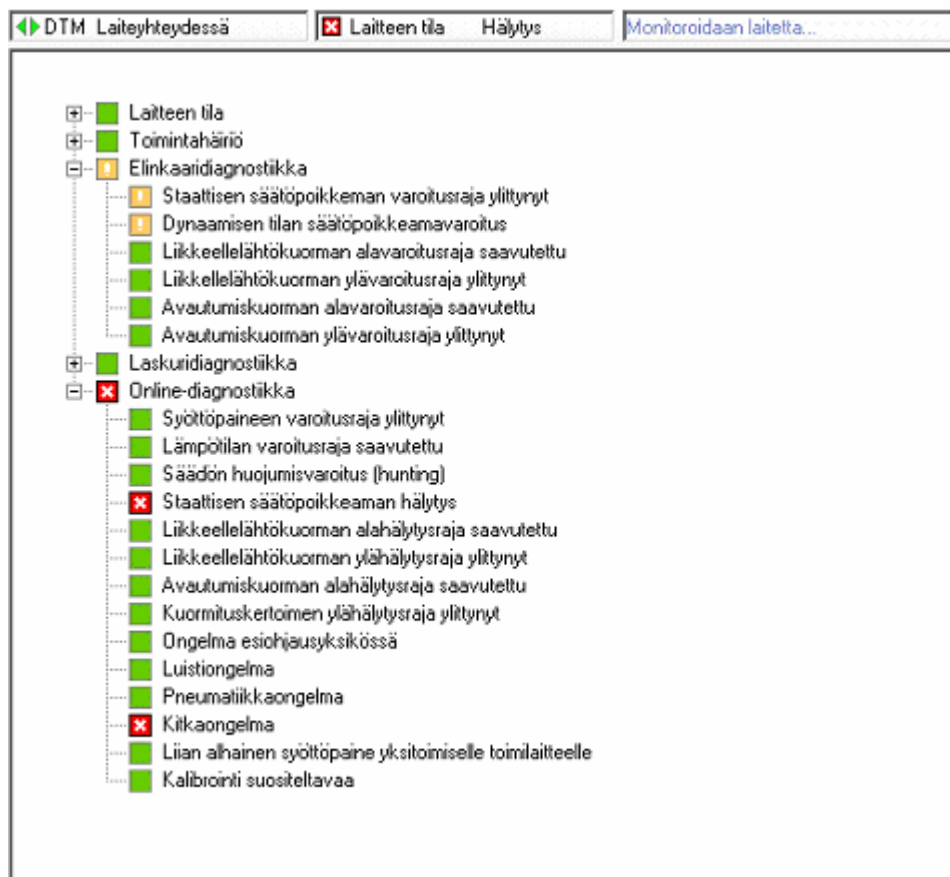 DTM Laiteyhteydessä Laitteen tila Hälytys Monitoroidaan laitetta...
Laitteen tila
Toimintahäiriö
Elinkaaridiagnostiikka
Staattisen säätöpoikkeman varoitusraja ylittynyt
Dynaamisen tilan säätöpoikkeamavaroitus
Liikkeellelähtökuorman alavaroitusraja saavutettu
Liikkellelähtökuorman ylävaroitusraja ylittynyt
Avautumiskuorman alavaroitusraja saavutettu
Avautumiskuorman ylävaroitusraja ylittynyt
Laskuridiagnostiikka
Online-diagnostiikka
Syöttöpaineen varoitusraja ylittynyt
Lämpötilan varoitusraja saavutettu
Säädön huojumisvaroitus (hunting)
Staattisen säätöpoikkeaman hälytys
Liikkeellelähtökuorman alahälytysraja saavutettu
Liikkeellelähtökuorman ylähälytysraja ylittynyt
Avautumiskuorman alahälytysraja saavutettu
Kuormituskertoimen ylähälytysraja ylittynyt
Ongelma esiohjausyksikössä
Luistiongelma
Pneumatiikkaongelma
Kitkaongelma
Liian alhainen syöttöpaine yksitoimiselle toimilaitteelle
Kalibrointi suositeltavaa